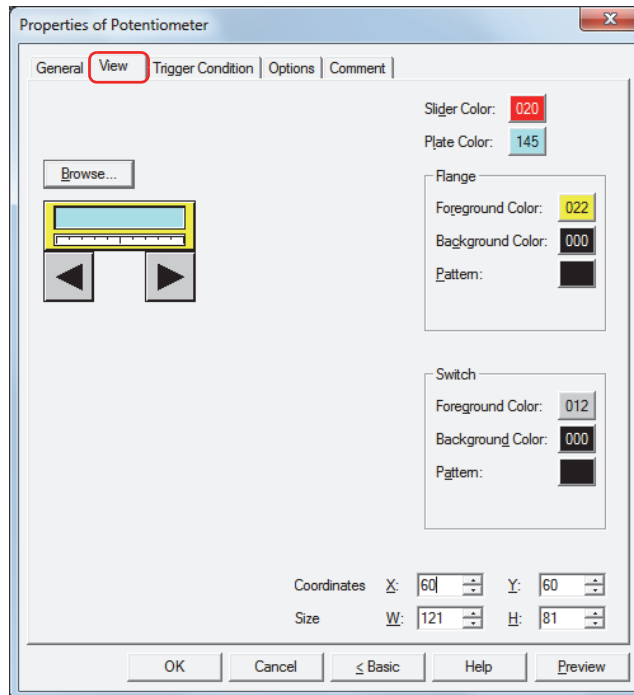 Properties of Potentiometer
General View Trigger Condition Options Comment
Slider Color: 020
Plate Color: 145
Browse...
Flange
Foreground Color: 022
Background Color: 000
Pattern:
Switch
Foreground Color: 012
Background Color: 000
Pattern:
Coordinates X: 60 Y: 60
Size W: 121 H: 81
OK Cancel < Basic Help Preview